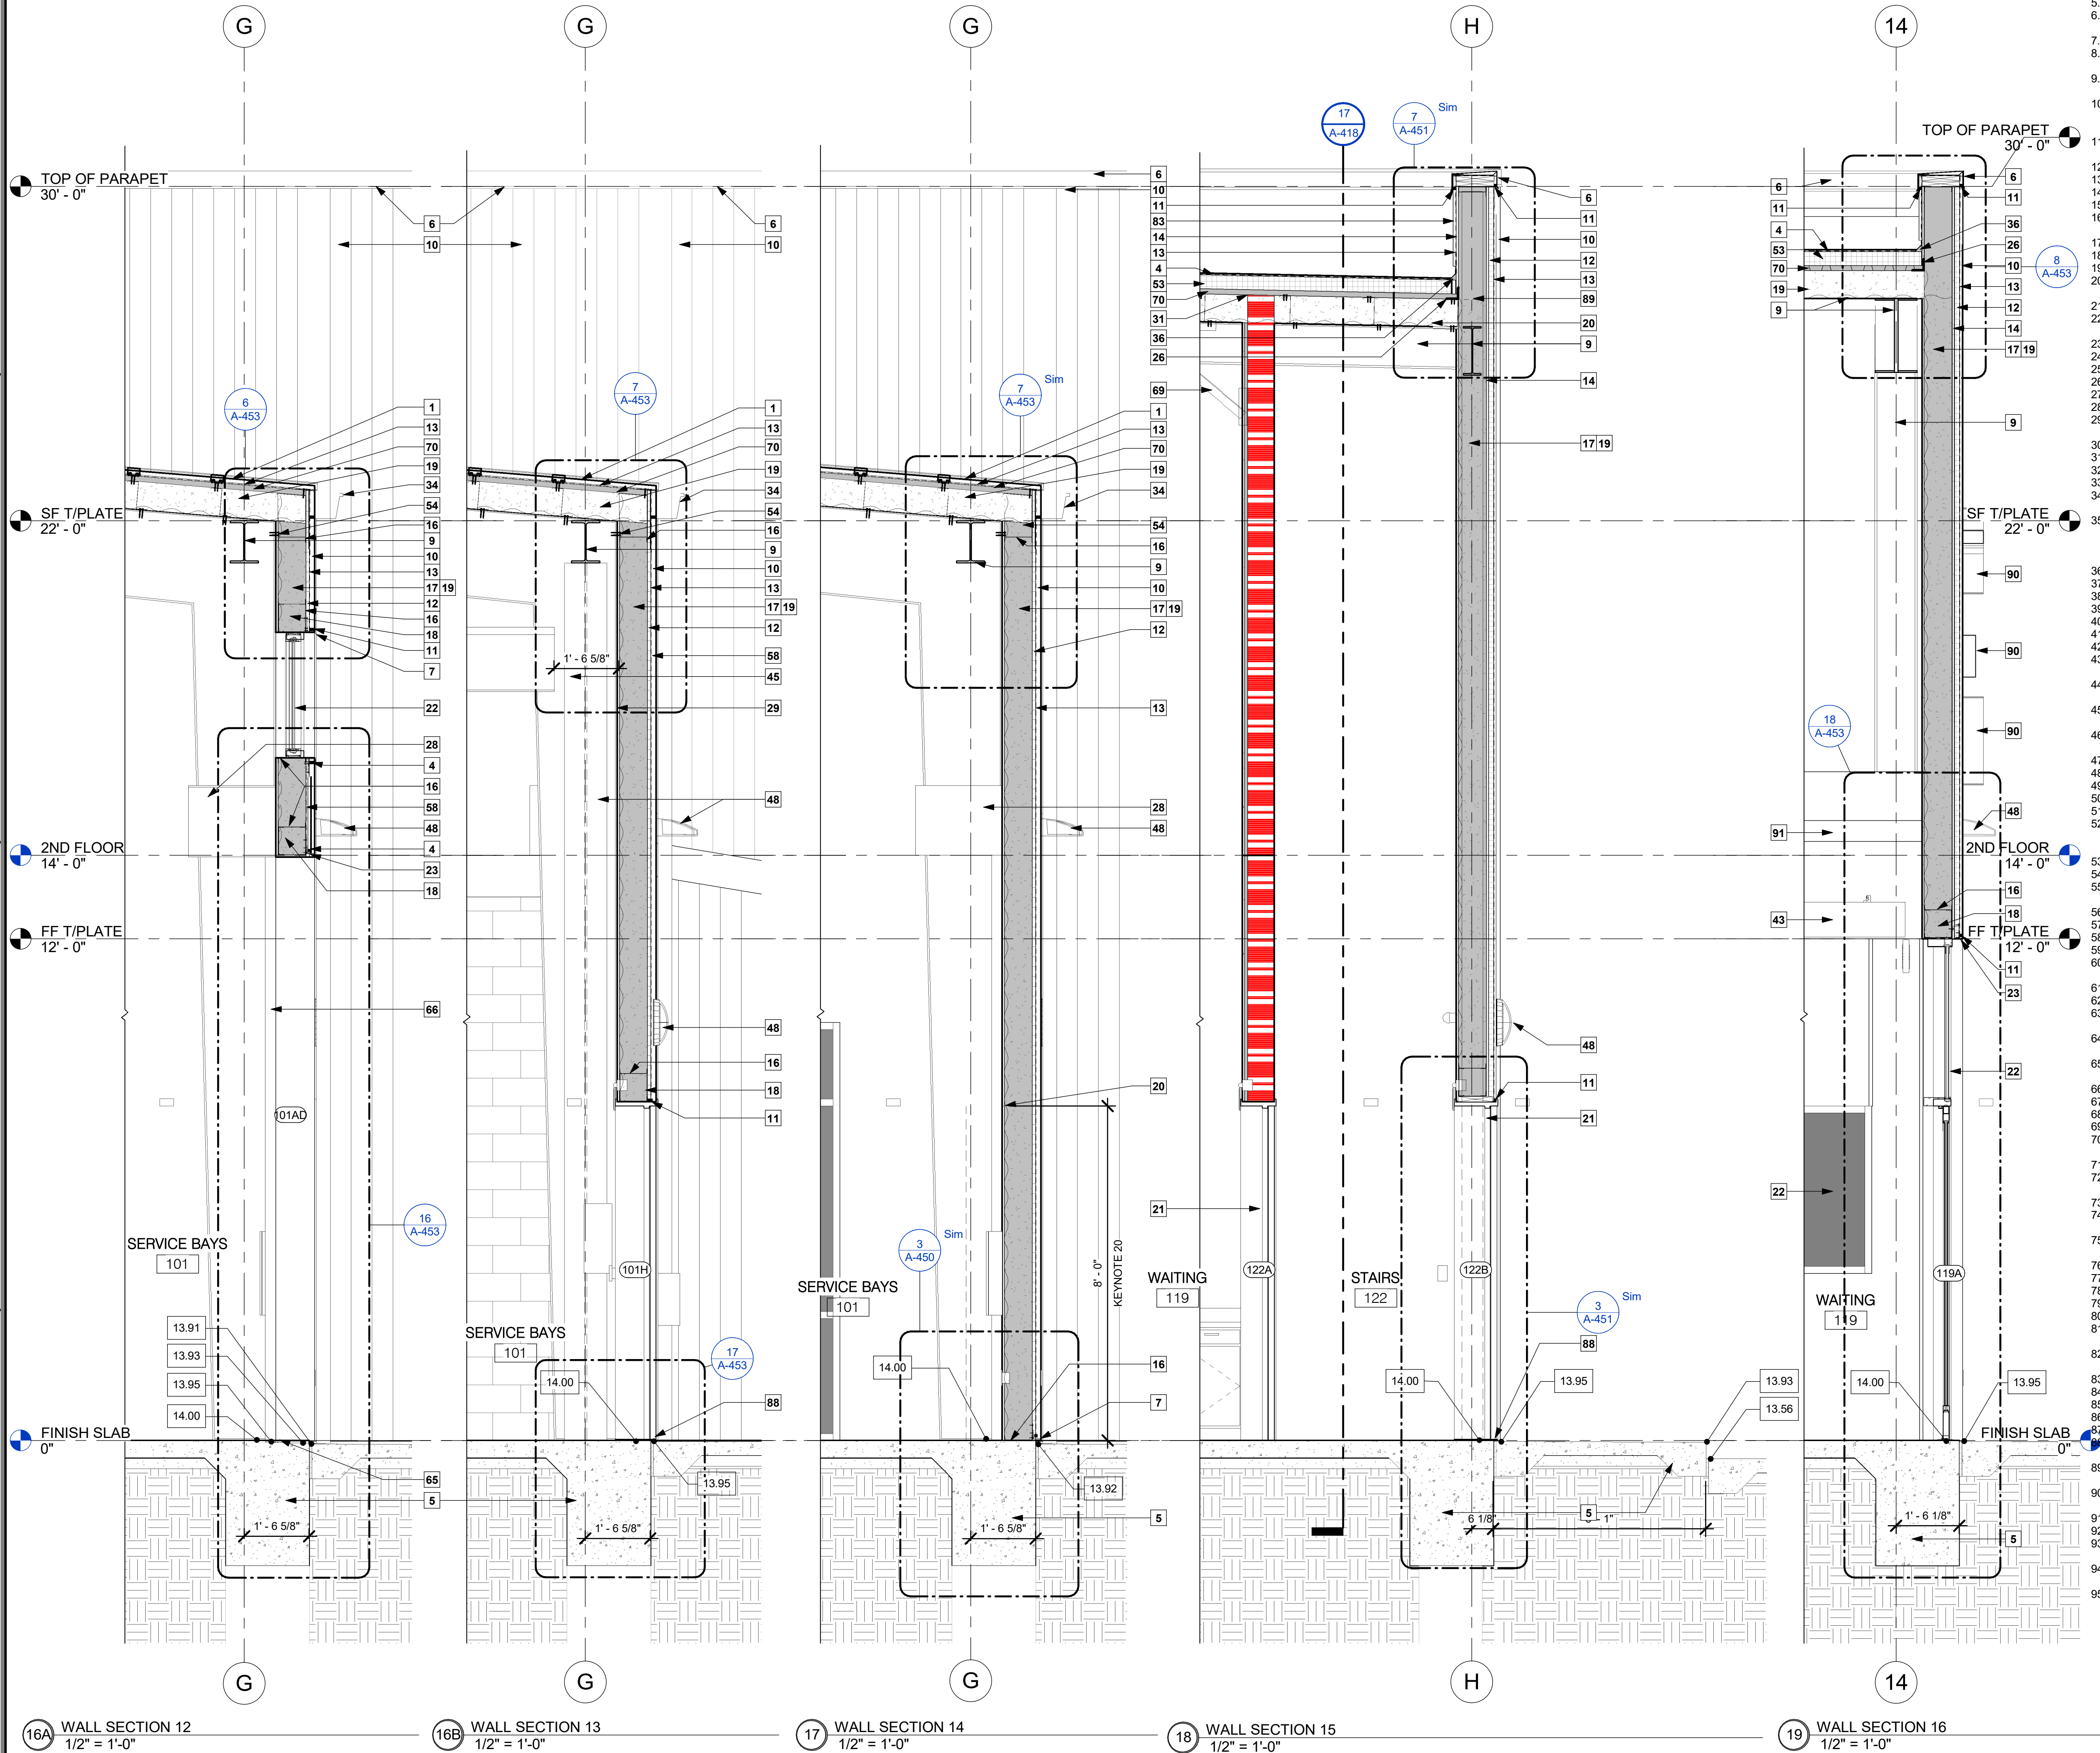 G
G
G
H
14
17
A-418
7
A-451
Sim
TOP OF PARAPET
30' - 0"
TOP OF PARAPET
30' - 0"
6
10
6
10
6
10
11
83
14
13
4
53
70
31
36
26
69
6
11
10
12
13
89
20
9
14
17 19
6
11
4
53
70
19
9
6
11
36
26
10
13
12
14
17 19
9
8
A-453
6
A-453
7
A-453
7
A-453
Sim
1
13
70
19
34
54
16
9
10
13
17 19
12
16
18
11
7
22
28
4
16
58
48
4
23
18
66
1
13
70
19
34
54
16
9
10
13
17 19
12
58
45
29
48
48
16
18
11
1' - 6 5/8"
1
13
70
19
34
54
16
9
10
17 19
12
13
28
48
20
SF T/PLATE
22' - 0"
SF T/PLATE
22' - 0"
90
90
90
18
A-453
48
91
43
2ND FLOOR
14' - 0"
2ND FLOOR
14' - 0"
16
18
FF T/PLATE
12' - 0"
FF T/PLATE
12' - 0"
11
23
22
22
48
11
21
21
101AD
101H
122A
122B
119A
16
A-453
SERVICE BAYS
101
SERVICE BAYS
101
SERVICE BAYS
101
3
A-450
Sim
8' - 0"
KEYNOTE 20
WAITING
119
STAIRS
122
3
A-451
Sim
WAITING
119
13.91
13.93
13.95
14.00
17
A-453
14.00
88
13.95
14.00
16
7
13.92
14.00
88
13.95
13.93
13.56
14.00
13.95
FINISH SLAB
0"
FINISH SLAB
0"
65
5
5
5
5
1' - 6 5/8"
1' - 6 5/8"
1' - 6 5/8"
6 1/8"
1"
1' - 6 1/8"
G
G
G
H
14
16A
WALL SECTION 12
1/2" = 1'-0"
16B
WALL SECTION 13
1/2" = 1'-0"
17
WALL SECTION 14
1/2" = 1'-0"
18
WALL SECTION 15
1/2" = 1'-0"
19
WALL SECTION 16
1/2" = 1'-0"